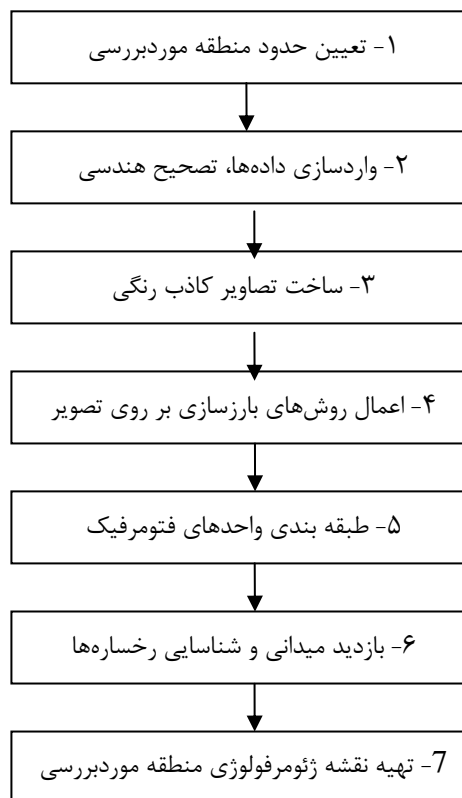 ۱- تعیین حدود منطقه موردبررسی
۲- واردسازی داده‌ها، تصحیح هندسی
۳- ساخت تصاویر کاذب رنگی
۴- اعمال روش‌های بارزسازی بر روی تصویر
۵- طبقه بندی واحدهای فتومرفیک
۶- بازدید میدانی و شناسایی رخساره‌ها
7- تهیه نقشه ژئومرفولوژی منطقه موردبررسی